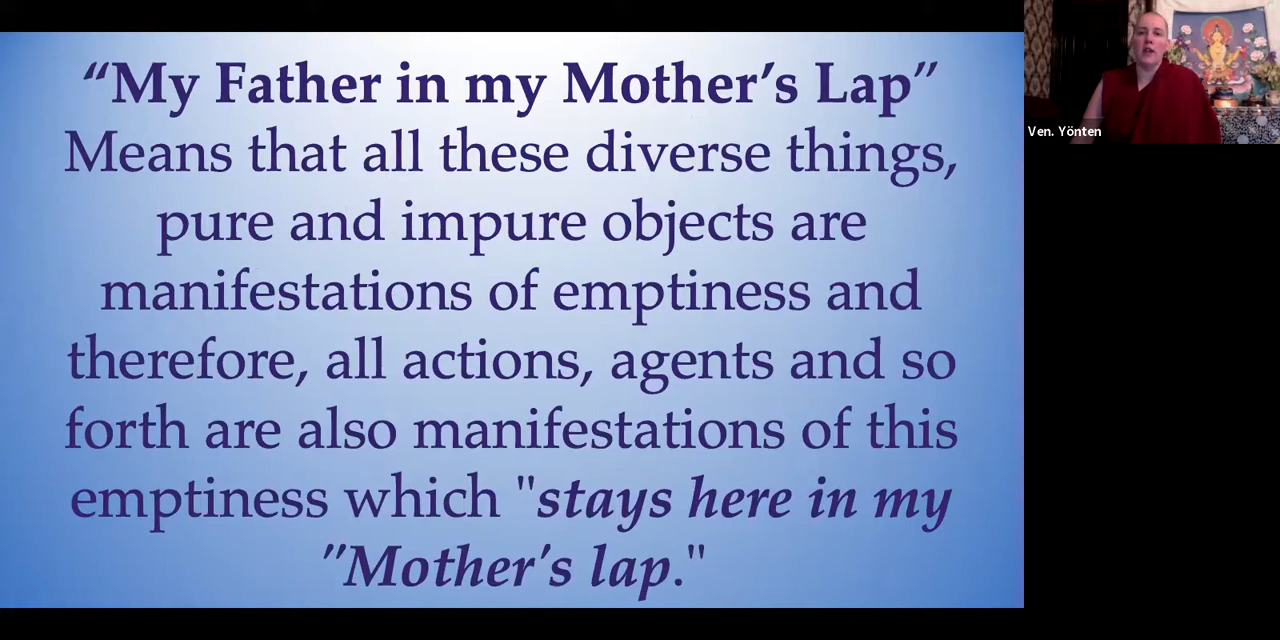 “My Father in my Mother’s Lap”
Means that all these diverse things,
pure and impure objects are
manifestations of emptiness and
therefore, all actions, agents and so
forth are also manifestations of this
emptiness which "stays here in my
”Mother’s lap."
Ven. Yönten